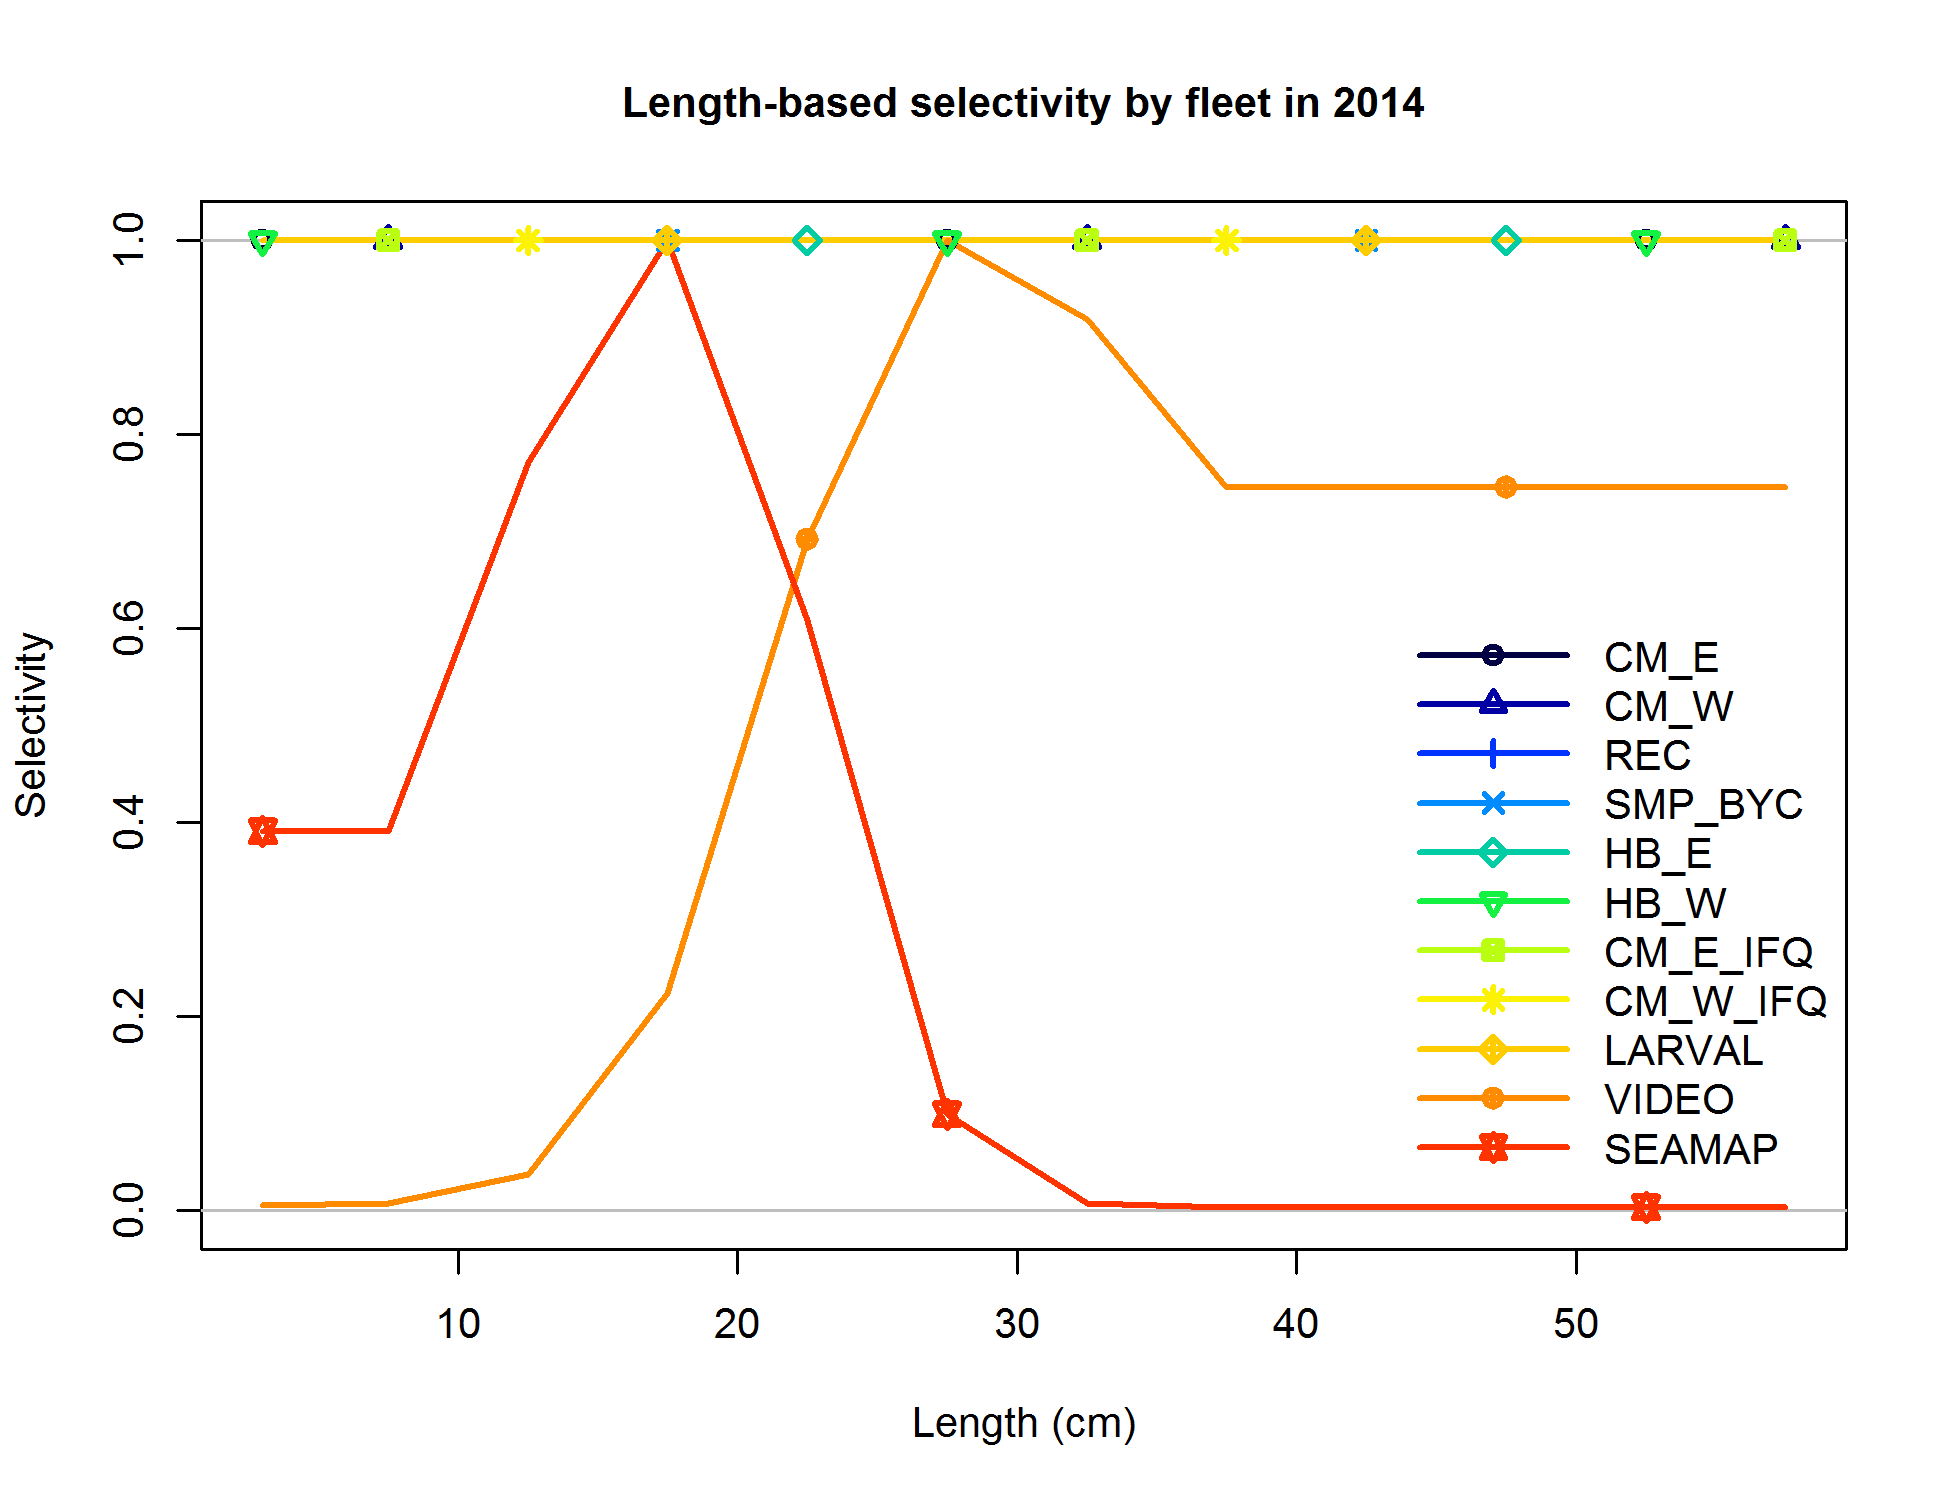 Length-based selectivity by fleet in 2014
Selectivity
1.0
0.8
0.6
0.4
0.2
0.0
CM_E
CM_W
REC
SMP_BYC
HB_E
HB_W
CM_E_IFQ
CM_W_IFQ
LARVAL
VIDEO
SEAMAP
10 20 30 40 50
Length (cm)